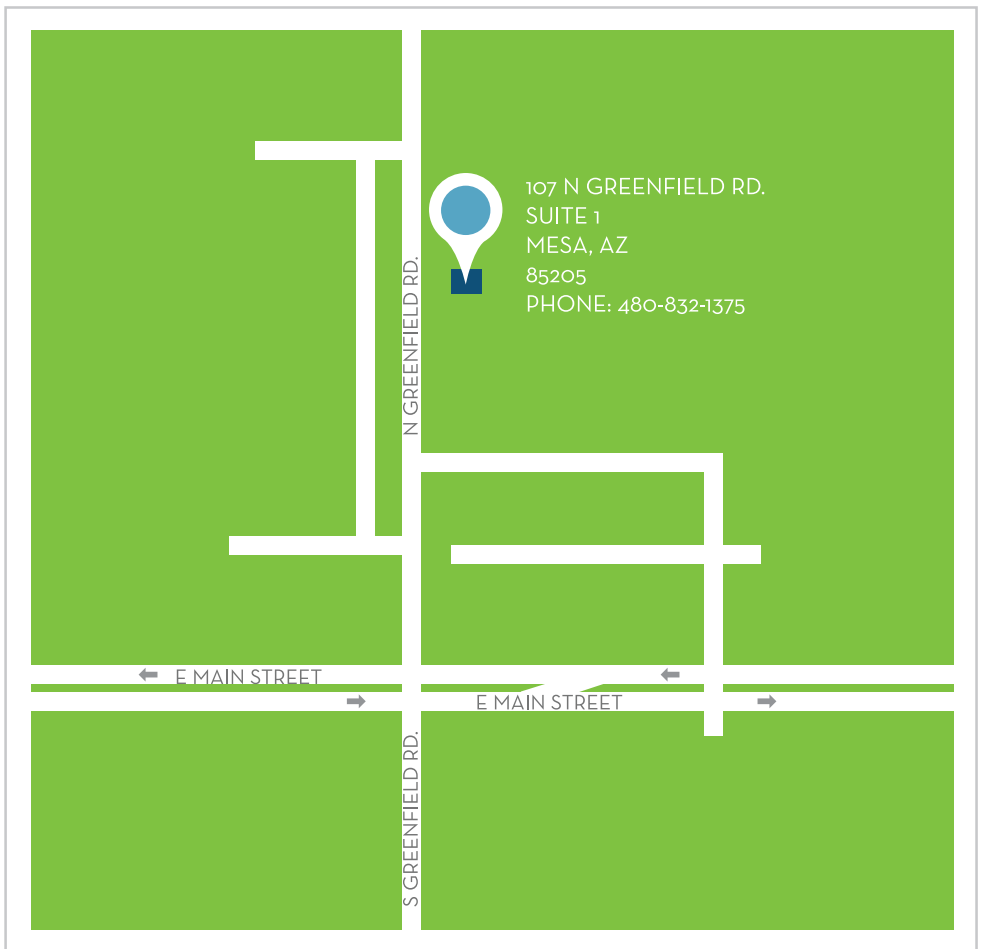 107 N GREENFIELD RD.
SUITE 1
MESA, AZ
85205
PHONE: 480-832-1375
N GREENFIELD RD.
E MAIN STREET
E MAIN STREET
S GREENFIELD RD.